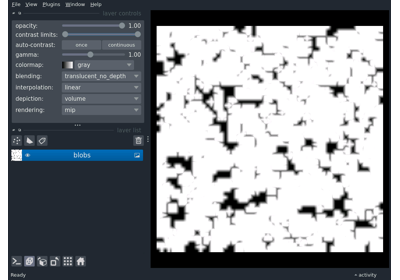 File View Plugins Window Help
layer controls
opacity: 1.00
contrast limits:
auto-contrast: once continuous
gamma: 1.00
colormap: gray
blending: translucent_no_depth
interpolation: linear
depiction: volume
rendering: mip
layer list
blobs
Ready activity